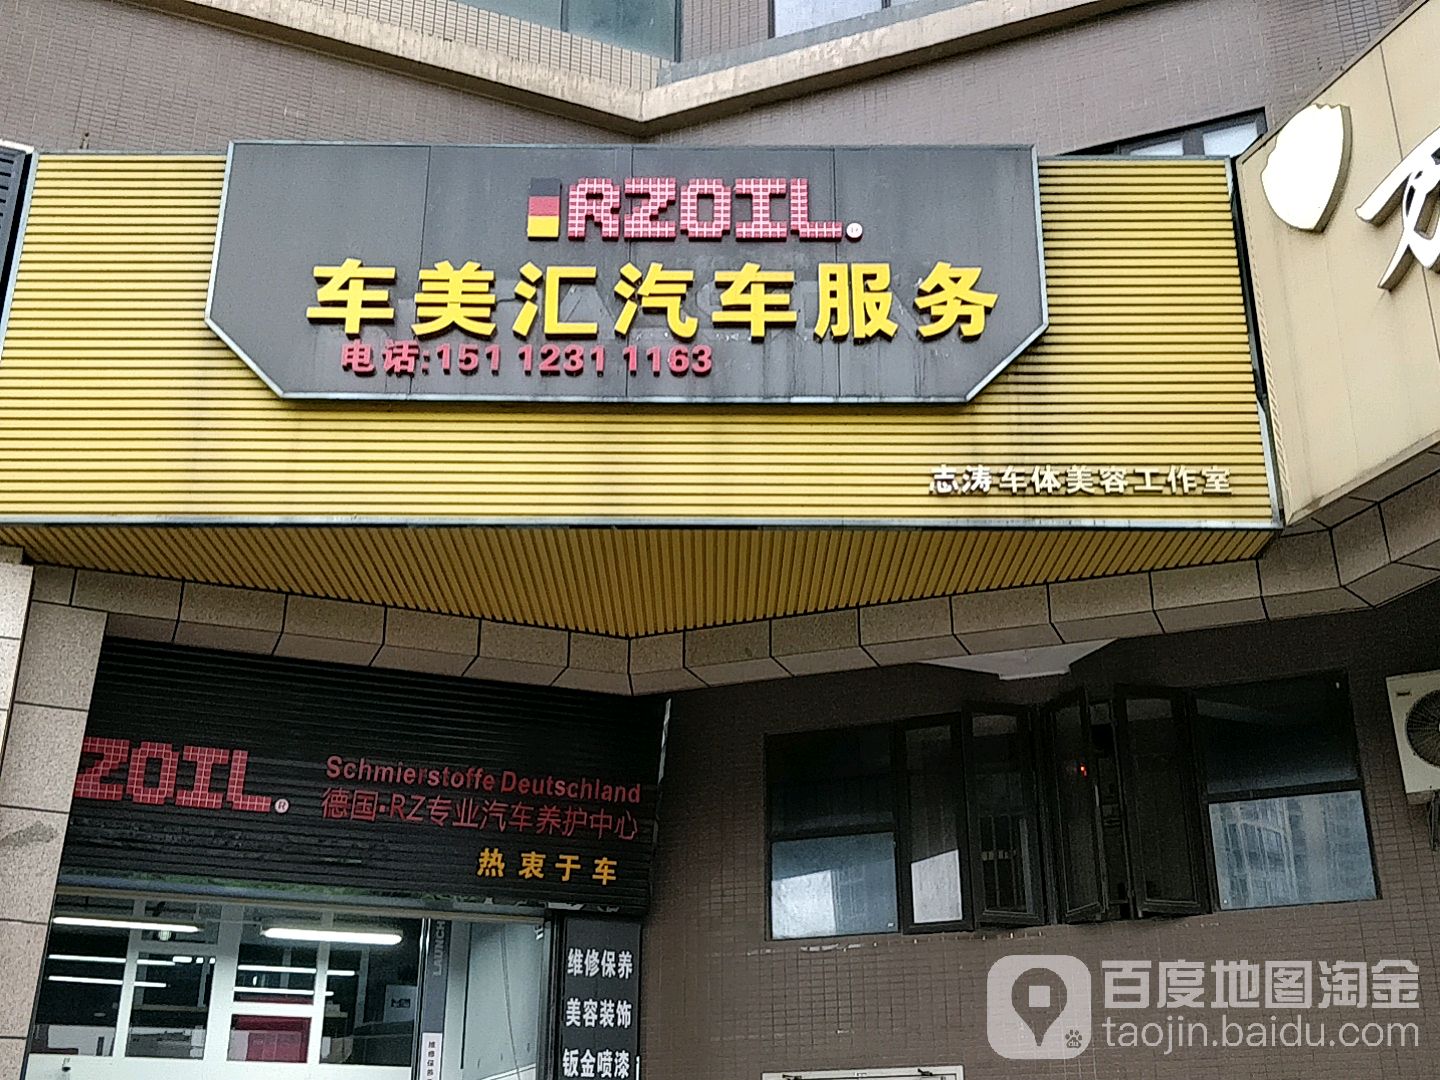 RZOIL®
车美汇汽车服务
电话:151 1231 1163
志涛车体美容工作室
ZOIL®
Schmierstoffe Deutschland
德国·RZ专业汽车养护中心
热衷于车
LAUNCH
维修保养
美容装饰
钣金喷漆
百度地图淘金
taojin.baidu.com